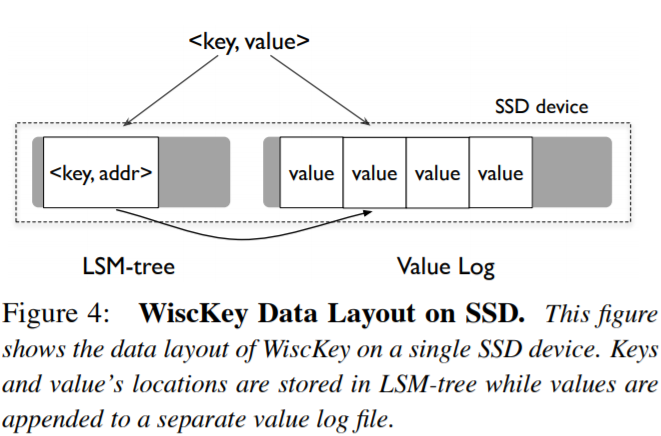 <key, value>
SSD device
<key, addr>
value
value
value
value
LSM-tree
Value Log
Figure 4: WiscKey Data Layout on SSD. This figure
shows the data layout of WiscKey on a single SSD device. Keys
and value's locations are stored in LSM-tree while values are
appended to a separate value log file.